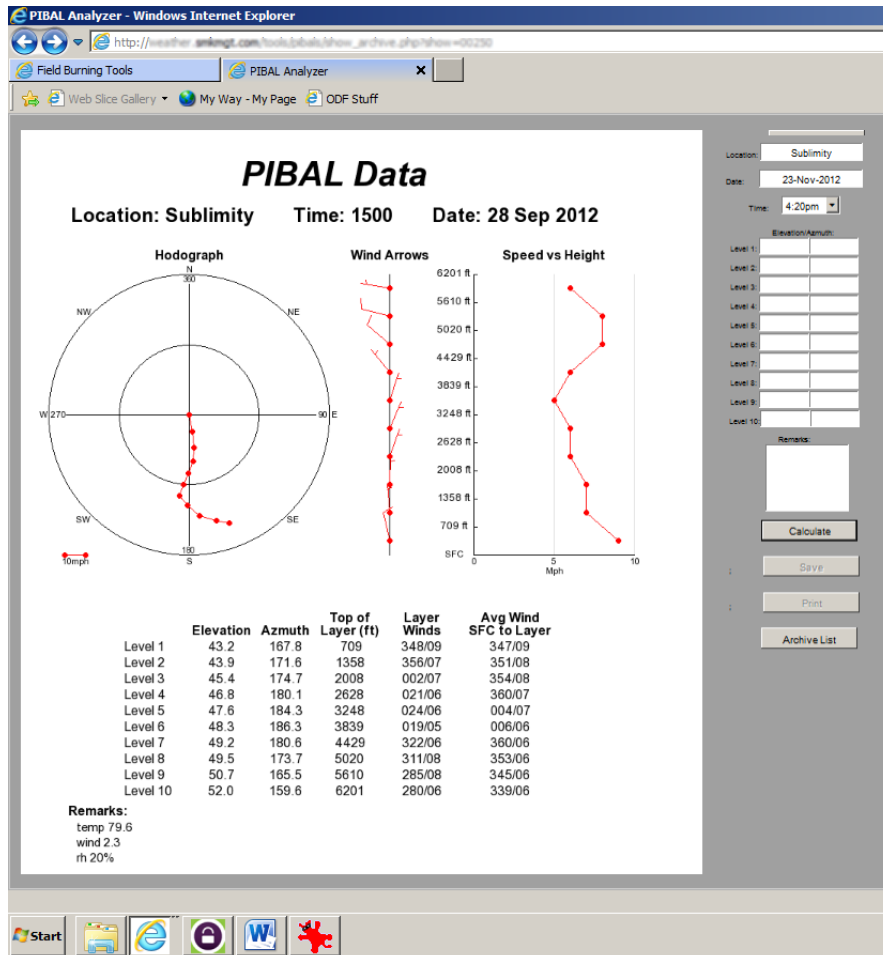 PIBAL Analyzer - Windows Internet Explorer
http://weather.smkmgt.com/tools/pibals/show_archive.php?show=00250
Field Burning Tools PIBAL Analyzer x
Web Slice Gallery My Way - My Page ODF Stuff
PIBAL Data
Location: Sublimity Time: 1500 Date: 28 Sep 2012
Hodograph Wind Arrows Speed vs Height
N
360
NW NE
W 270 90 E
SW SE
180
S
10mph
6201 ft
5610 ft
5020 ft
4429 ft
3839 ft
3248 ft
2628 ft
2008 ft
1358 ft
709 ft
SFC
0 5 10
Mph
Elevation Azmuth Top of Layer (ft) Layer Winds Avg Wind SFC to Layer
Level 1 43.2 167.8 709 348/09 347/09
Level 2 43.9 171.6 1358 356/07 351/08
Level 3 45.4 174.7 2008 002/07 354/08
Level 4 46.8 180.1 2628 021/06 360/07
Level 5 47.6 184.3 3248 024/06 004/07
Level 6 48.3 186.3 3839 019/05 006/06
Level 7 49.2 180.6 4429 322/06 360/06
Level 8 49.5 173.7 5020 311/08 353/06
Level 9 50.7 165.5 5610 285/08 345/06
Level 10 52.0 159.6 6201 280/06 339/06
Remarks:
temp 79.6
wind 2.3
rh 20%
Location: Sublimity
Date: 23-Nov-2012
Time: 4:20pm
Elevation/Azmuth:
Level 1:
Level 2:
Level 3:
Level 4:
Level 5:
Level 6:
Level 7:
Level 8:
Level 9:
Level 10:
Remarks:
Calculate
; Save
; Print
Archive List
Start